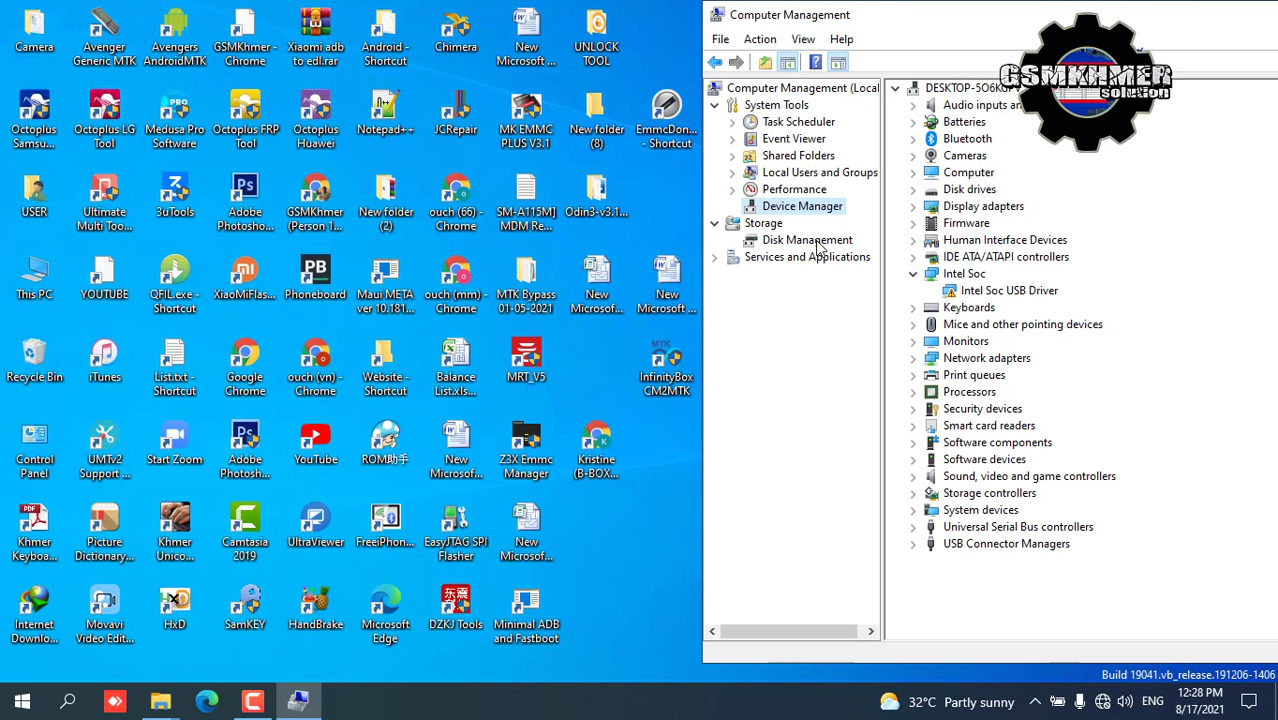 Camera
Avenger
Generic MTK
Avengers
AndroidMTK
GSMKhmer -
Chrome
Xiaomi adb
to edl.rar
Android -
Shortcut
Chimera
New
Microsoft ...
UNLOCK
TOOL
Octoplus
Samsu...
Octoplus LG
Tool
Medusa Pro
Software
Octoplus FRP
Tool
Octoplus
Huawei
Notepad++
JCRepair
MK EMMC
PLUS V3.1
New folder
(8)
EmmcDon...
- Shortcut
USER
Ultimate
Multi Too...
3uTools
Adobe
Photosho...
GSMKhmer
(Person 1...
New folder
(2)
ouch (66) -
Chrome
SM-A115M]
MDM Re...
Odin3-v3.1...
This PC
YOUTUBE
QFIL.exe -
Shortcut
XiaoMiFlas...
PB
Phoneboard
Maui META
ver 10.181...
ouch (mm) -
Chrome
MTK Bypass
01-05-2021
New
Microsof...
New
Microsoft ...
Recycle Bin
iTunes
List.txt -
Shortcut
Google
Chrome
ouch (vn) -
Chrome
Website -
Shortcut
Balance
List.xls...
MRT_V5
MTK
InfinityBox
CM2MTK
Control
Panel
UMTv2
Support ...
Start Zoom
Adobe
Photosh...
YouTube
ROM助手
New
Microsof...
Z3X Emmc
Manager
Kristine
(B-BOX...
PDF
Khmer
Keyboa...
Picture
Dictionary...
Khmer
Unico...
Camtasia
2019
UltraViewer
FreeiPhon...
EasyJTAG SPI
Flasher
New
Microsof...
Internet
Downlo...
Movavi
Video Edit...
HxD
SamKEY
HandBrake
Microsoft
Edge
东震
DZKJ Tools
Minimal ADB
and Fastboot
Computer Management
File Action View Help
Computer Management (Local
System Tools
Task Scheduler
Event Viewer
Shared Folders
Local Users and Groups
Performance
Device Manager
Storage
Disk Management
Services and Applications
Audio inputs
Batteries
Bluetooth
Cameras
Computer
Disk drives
Display adapters
Firmware
Human Interface Devices
IDE ATA/ATAPI controllers
Intel Soc
Intel Soc USB Driver
Keyboards
Mice and other pointing devices
Monitors
Network adapters
Print queues
Processors
Security devices
Smart card readers
Software components
Software devices
Sound, video and game controllers
Storage controllers
System devices
Universal Serial Bus controllers
USB Connector Managers
GSMKHMER
solution
Build 19041.vb_release.191206-1406
32°C Partly sunny
ENG
12:28 PM
8/17/2021